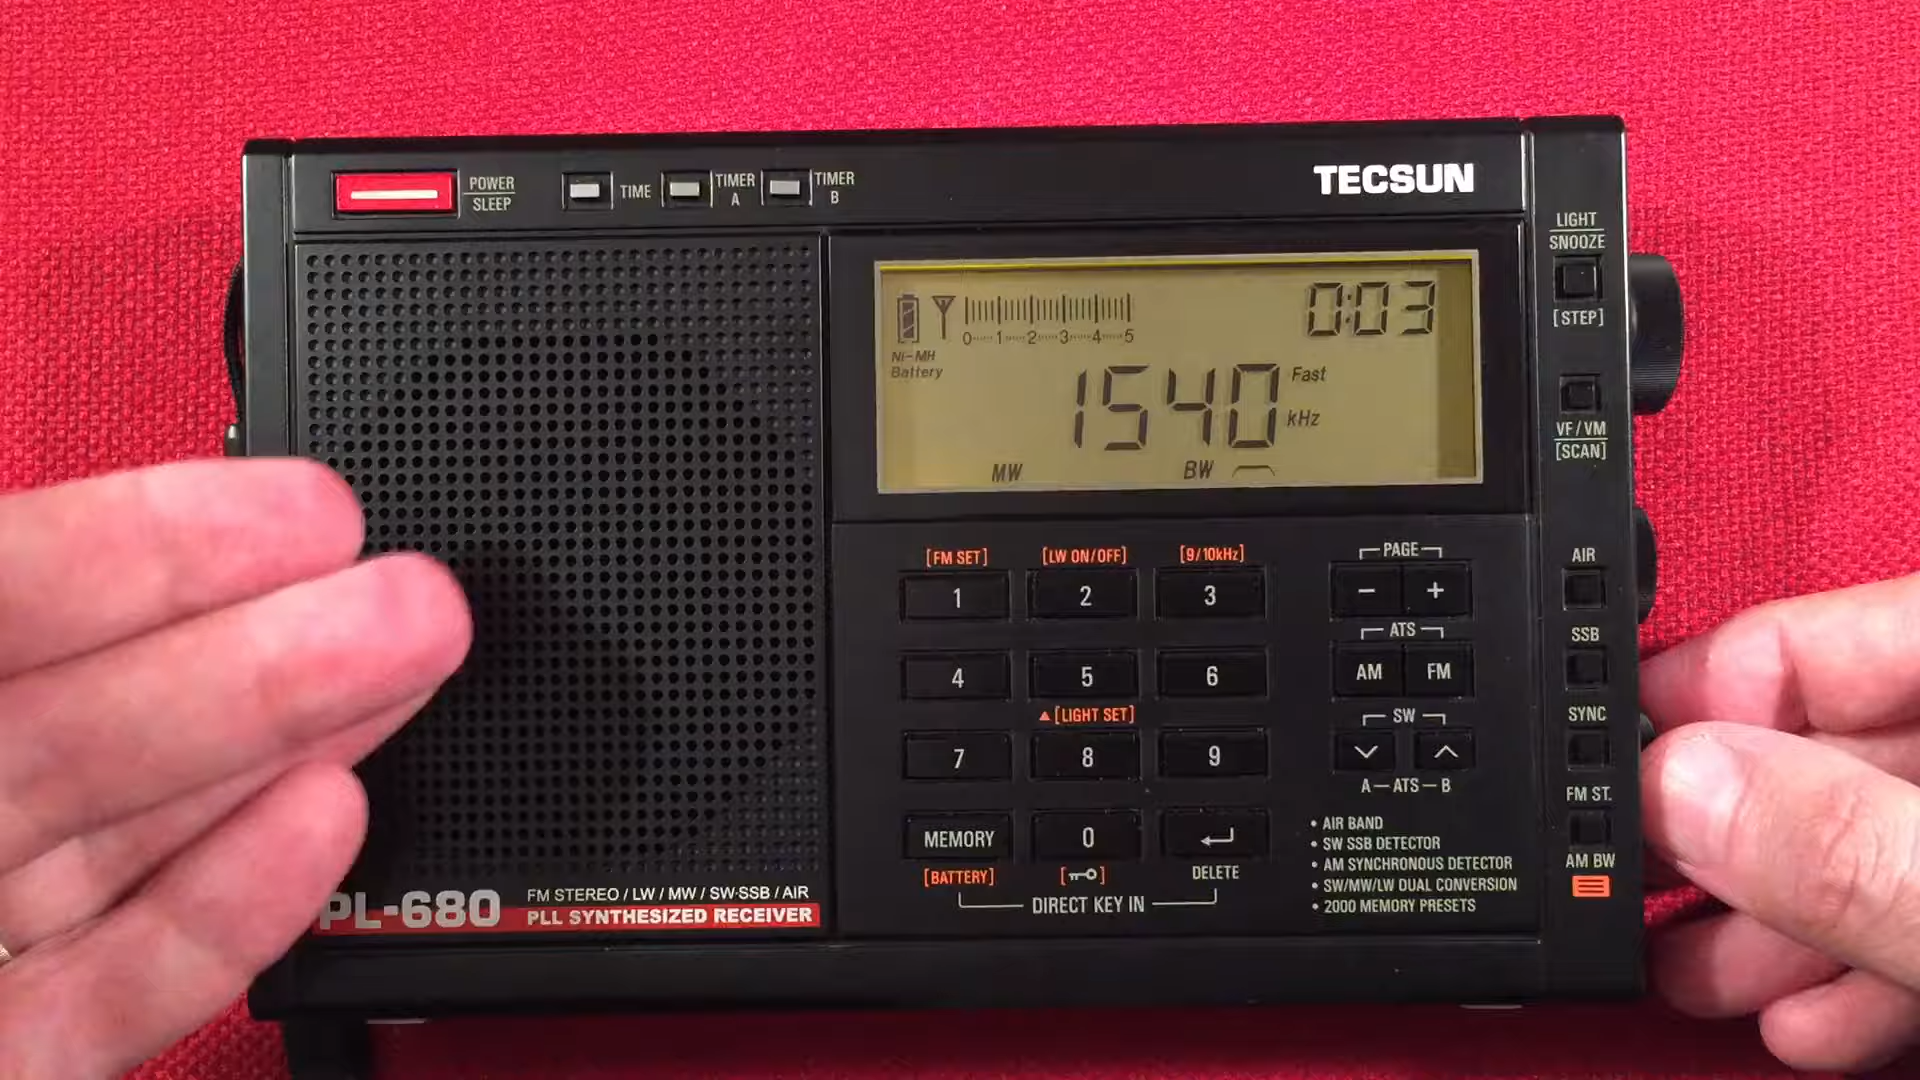 POWER
SLEEP
TIME
TIMER
A
TIMER
B
TECSUN
LIGHT
SNOOZE
[STEP]
0:03
0 1 2 3 4 5
Ni-MH
Battery
1540
Fast
kHz
MW
BW
VF / VM
[SCAN]
[FM SET]
[LW ON/OFF]
[9/10kHz]
PAGE
AIR
1
2
3
- +
ATS
SSB
4
5
6
AM
FM
[LIGHT SET]
SW
SYNC
7
8
9
A — ATS — B
FM ST.
MEMORY
0
DELETE
[BATTERY]
DIRECT KEY IN
• AIR BAND
• SW SSB DETECTOR
• AM SYNCHRONOUS DETECTOR
• SW/MW/LW DUAL CONVERSION
• 2000 MEMORY PRESETS
AM BW
PL-680
FM STEREO / LW / MW / SW-SSB / AIR
PLL SYNTHESIZED RECEIVER